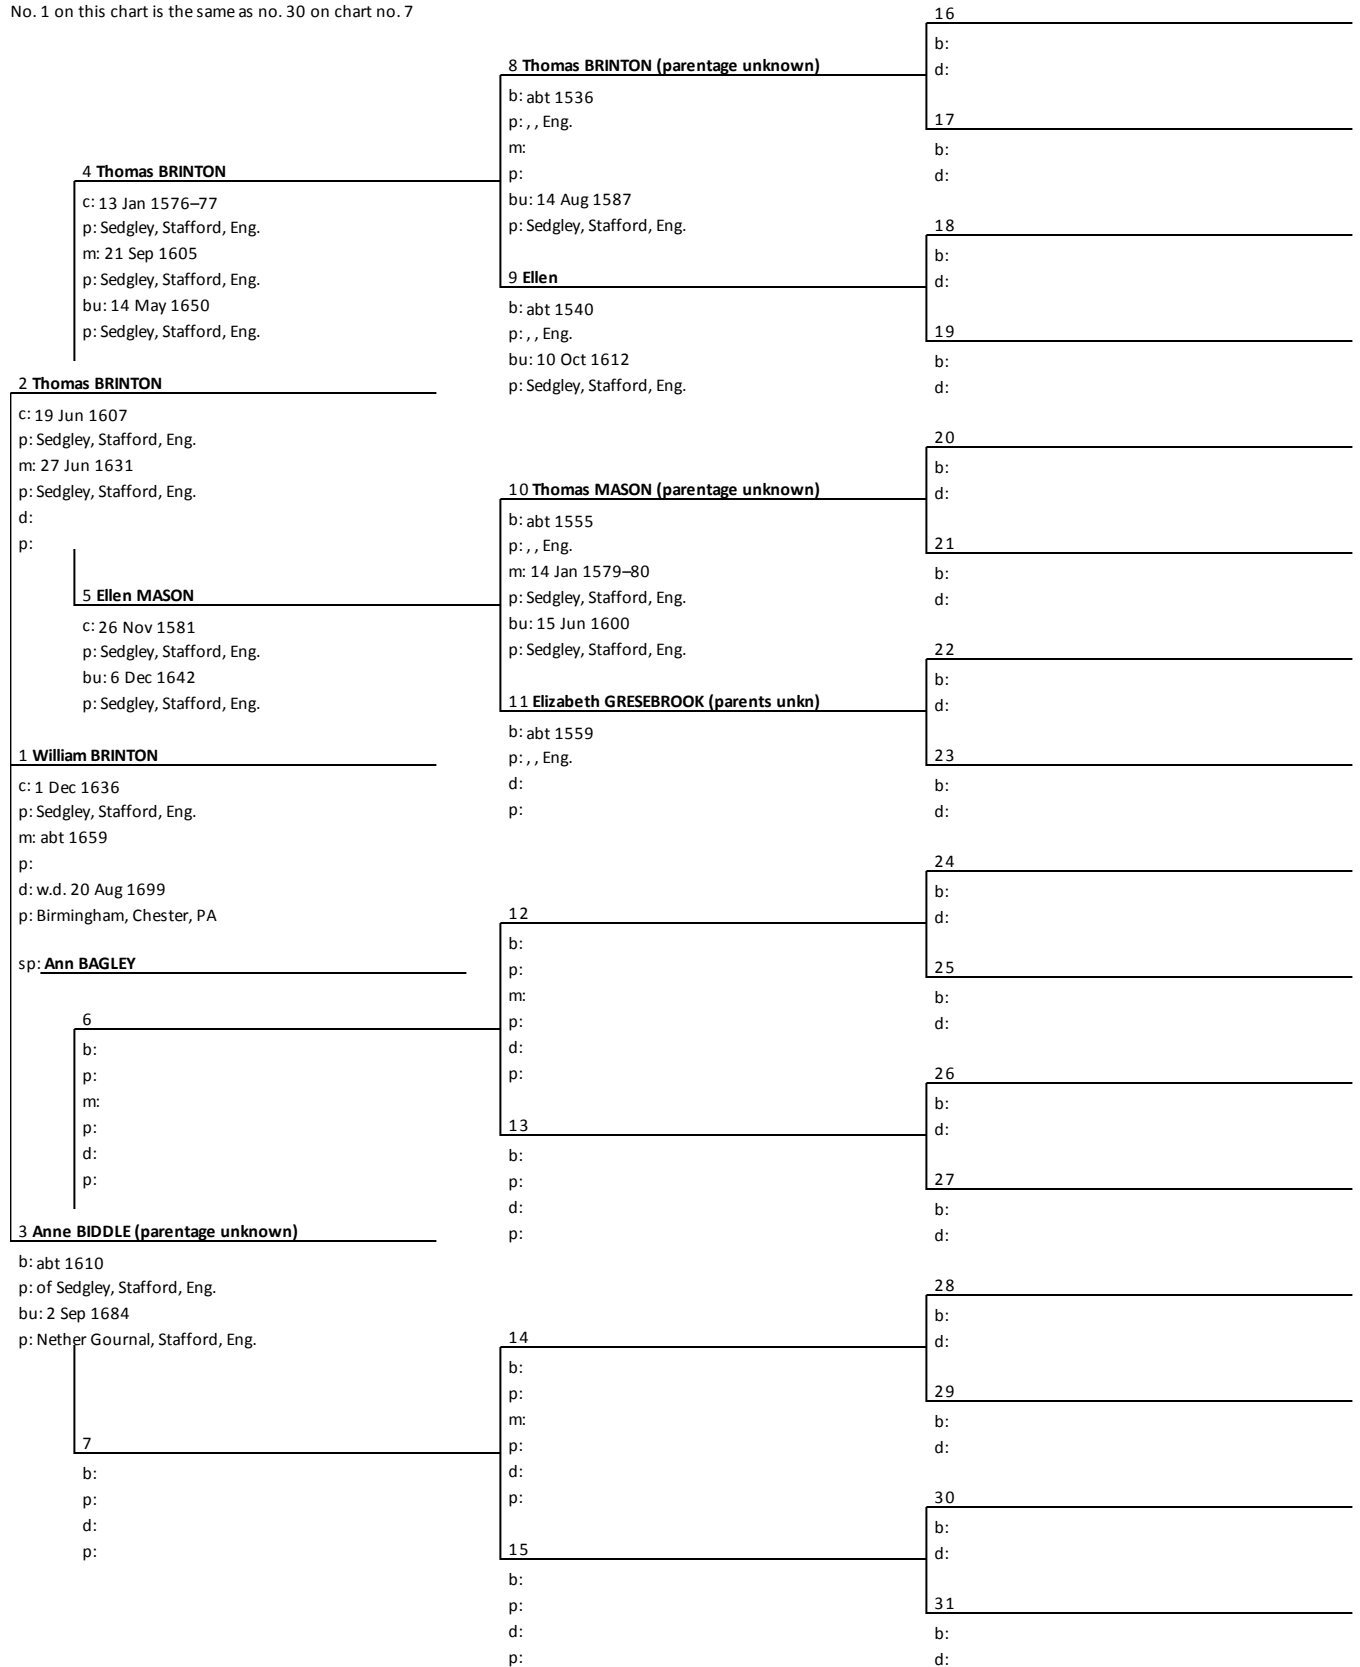 No. 1 on this chart is the same as no. 30 on chart no. 7
4 Thomas BRINTON
c: 13 Jan 1576–77
p: Sedgley, Stafford, Eng.
m: 21 Sep 1605
p: Sedgley, Stafford, Eng.
bu: 14 May 1650
p: Sedgley, Stafford, Eng.
2 Thomas BRINTON
c: 19 Jun 1607
p: Sedgley, Stafford, Eng.
m: 27 Jun 1631
p: Sedgley, Stafford, Eng.
d:
p:
5 Ellen MASON
c: 26 Nov 1581
p: Sedgley, Stafford, Eng.
bu: 6 Dec 1642
p: Sedgley, Stafford, Eng.
1 William BRINTON
c: 1 Dec 1636
p: Sedgley, Stafford, Eng.
m: abt 1659
p:
d: w.d. 20 Aug 1699
p: Birmingham, Chester, PA
sp: Ann BAGLEY
6
b:
p:
m:
p:
d:
p:
3 Anne BIDDLE (parentage unknown)
b: abt 1610
p: of Sedgley, Stafford, Eng.
bu: 2 Sep 1684
p: Nether Gournal, Stafford, Eng.
7
b:
p:
d:
p:
8 Thomas BRINTON (parentage unknown)
b: abt 1536
p: , , Eng.
m:
p:
bu: 14 Aug 1587
p: Sedgley, Stafford, Eng.
9 Ellen
b: abt 1540
p: , , Eng.
bu: 10 Oct 1612
p: Sedgley, Stafford, Eng.
10 Thomas MASON (parentage unknown)
b: abt 1555
p: , , Eng.
m: 14 Jan 1579–80
p: Sedgley, Stafford, Eng.
bu: 15 Jun 1600
p: Sedgley, Stafford, Eng.
11 Elizabeth GRESEBROOK (parents unkn)
b: abt 1559
p: , , Eng.
d:
p:
12
b:
p:
m:
p:
d:
p:
13
b:
p:
d:
p:
14
b:
p:
m:
p:
d:
p:
15
b:
p:
d:
p:
16
b:
d:
17
b:
d:
18
b:
d:
19
b:
d:
20
b:
d:
21
b:
d:
22
b:
d:
23
b:
d:
24
b:
d:
25
b:
d:
26
b:
d:
27
b:
d:
28
b:
d:
29
b:
d:
30
b:
d:
31
b:
d: